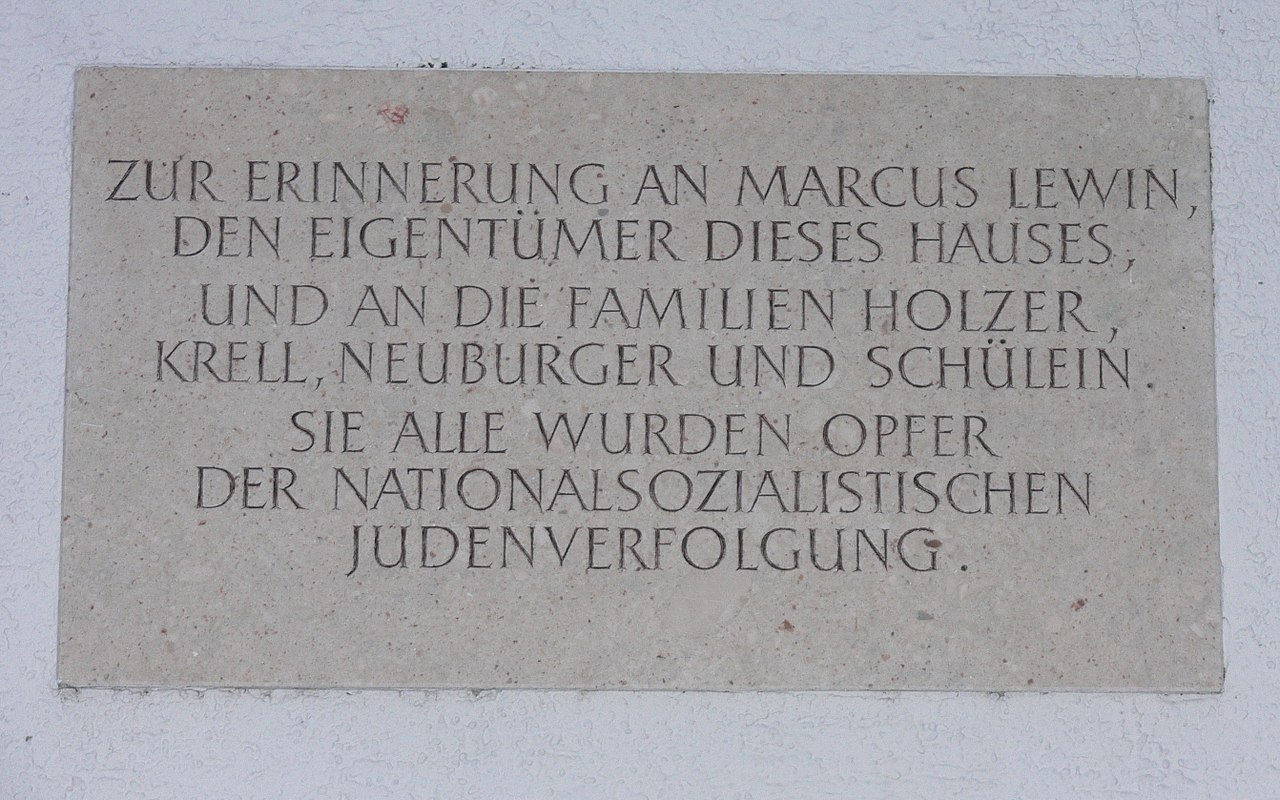 ZUR ERINNERUNG AN MARCUS LEWIN,
DEN EIGENTÜMER DIESES HAUSES,
UND AN DIE FAMILIEN HOLZER,
KRELL, NEUBURGER UND SCHÜLEIN.
SIE ALLE WURDEN OPFER
DER NATIONALSOZIALISTISCHEN
JUDENVERFOLGUNG.